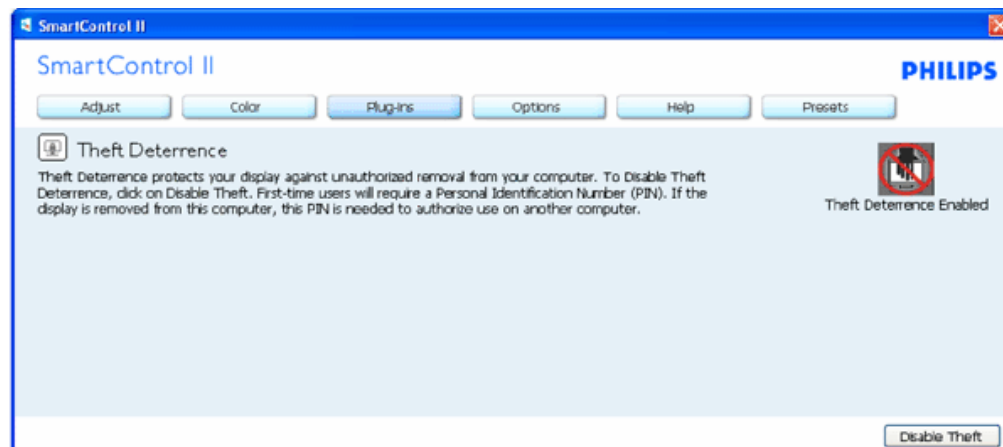 SmartControl II
SmartControl II
PHILIPS
Adjust Color Plug-Ins Options Help Presets
Theft Deterrence
Theft Deterrence protects your display against unauthorized removal from your computer. To Disable Theft
Deterrence, click on Disable Theft. First-time users will require a Personal Identification Number (PIN). If the
display is removed from this computer, this PIN is needed to authorize use on another computer.
Theft Deterrence Enabled
Disable Theft